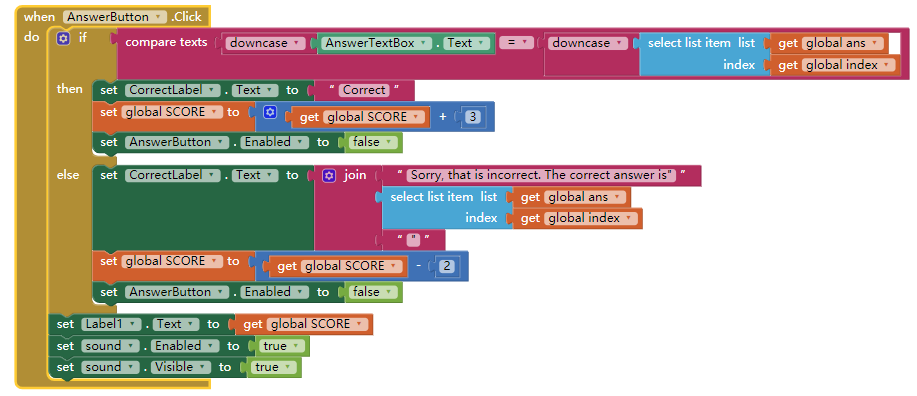 when AnswerButton .Click
do if compare texts downcase AnswerTextBox . Text = downcase select list item list get global ans
index get global index
then set CorrectLabel . Text to " Correct "
set global SCORE to get global SCORE + 3
set AnswerButton . Enabled to false
else set CorrectLabel . Text to join " Sorry, that is incorrect. The correct answer is" "
select list item list get global ans
index get global index
" " "
set global SCORE to get global SCORE - 2
set AnswerButton . Enabled to false
set Label1 . Text to get global SCORE
set sound . Enabled to true
set sound . Visible to true